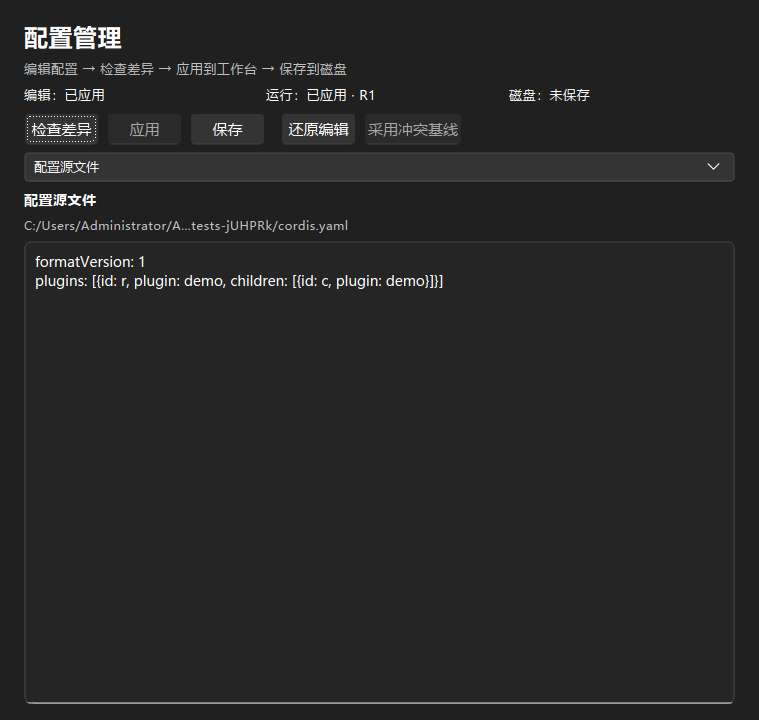 配置管理
编辑配置 → 检查差异 → 应用到工作台 → 保存到磁盘
编辑：已应用 运行：已应用 · R1 磁盘：未保存
检查差异 应用 保存 还原编辑 采用冲突基线
配置源文件
配置源文件
C:/Users/Administrator/A...tests-jUHPRk/cordis.yaml
formatVersion: 1
plugins: [{id: r, plugin: demo, children: [{id: c, plugin: demo}]}]